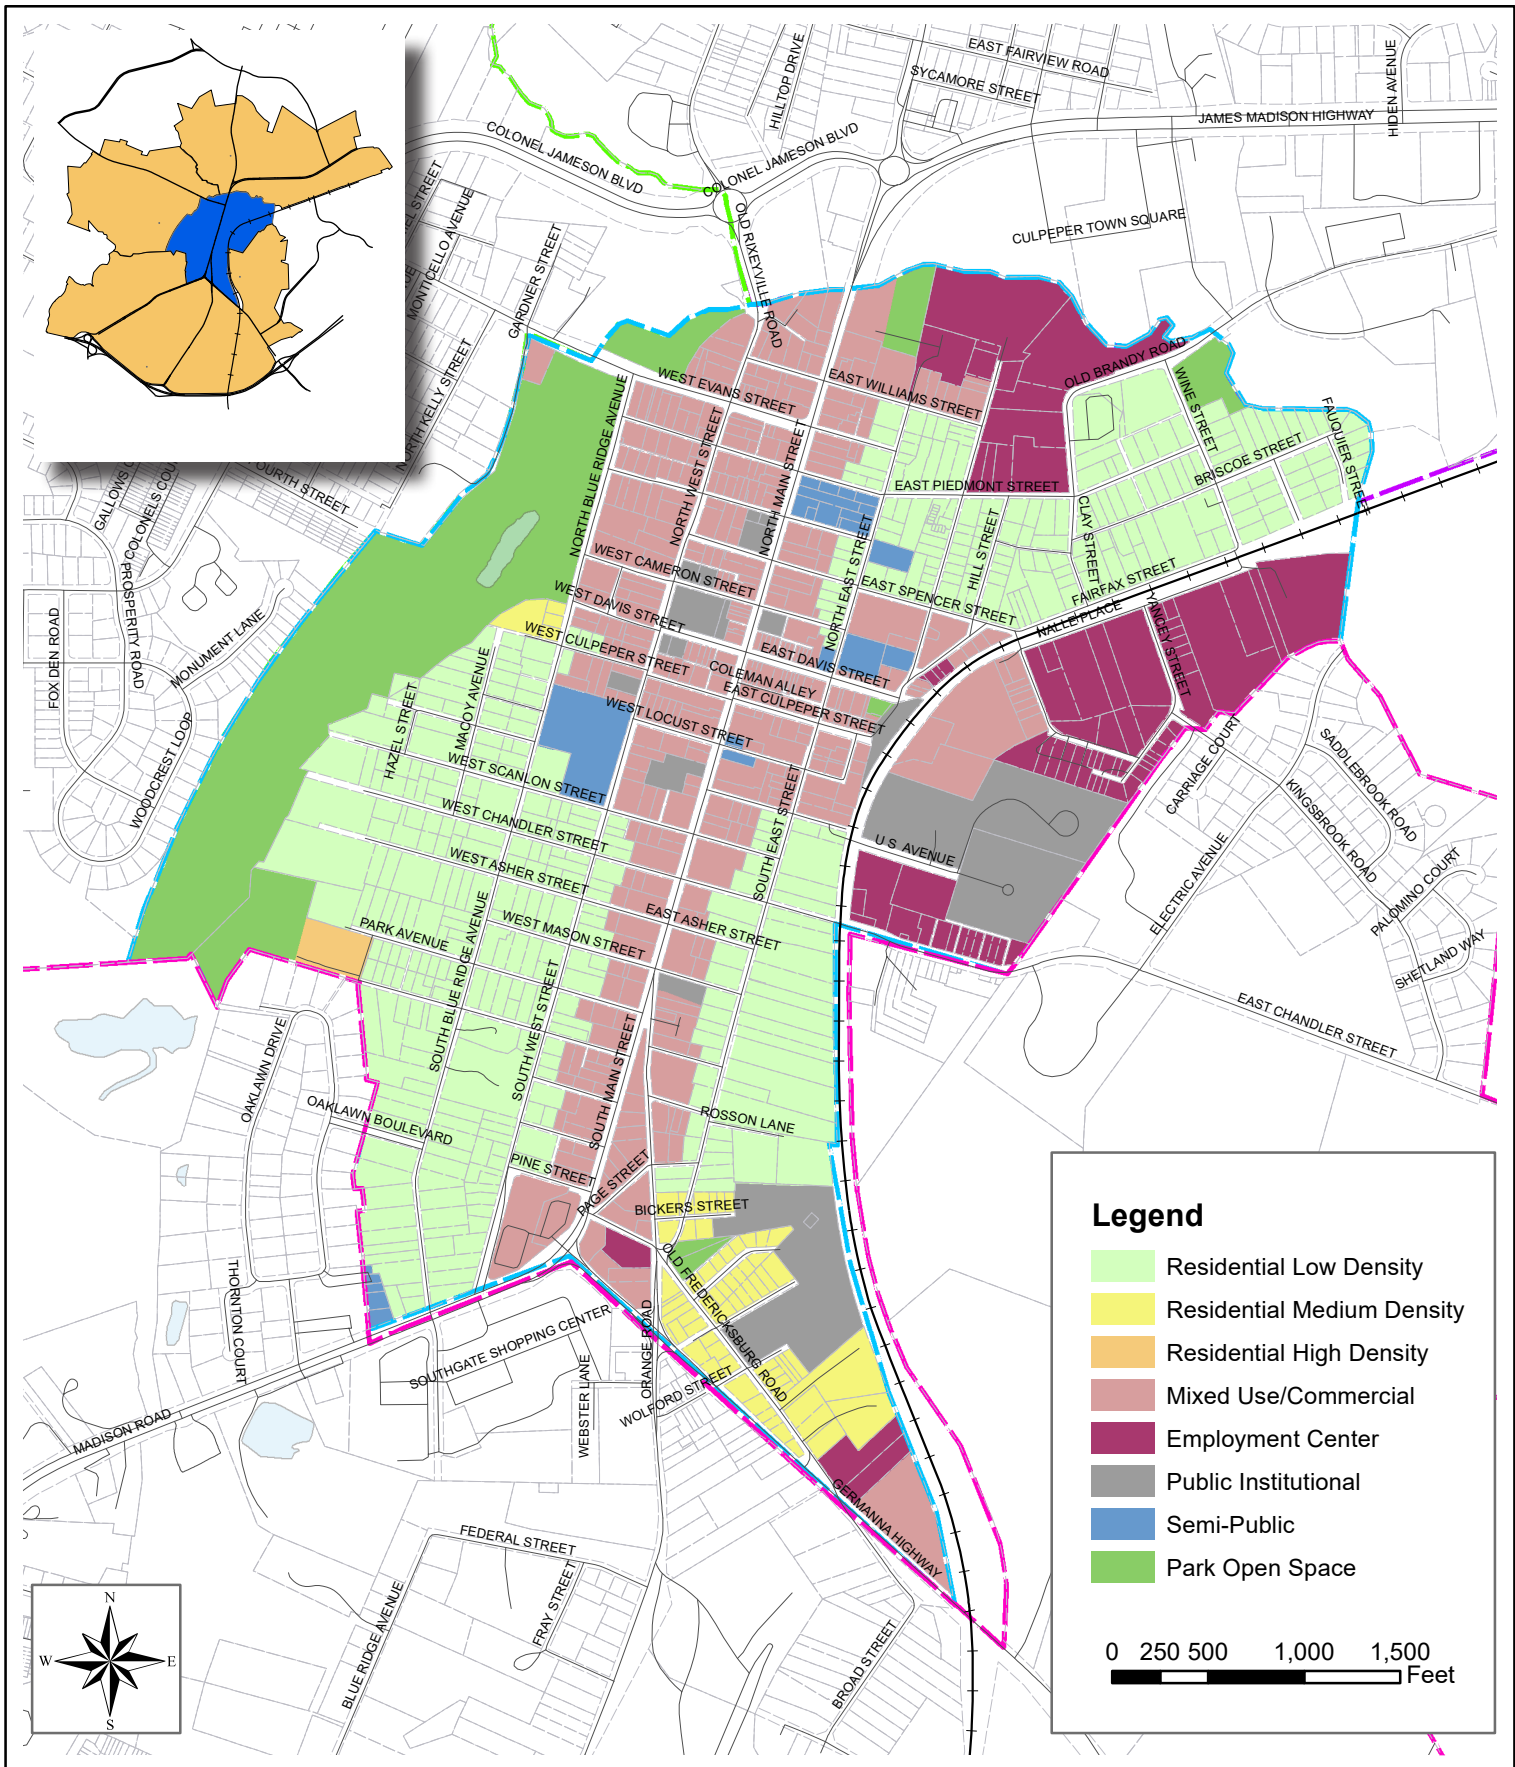 EAST FAIRVIEW ROAD
SYCAMORE STREET
HILLTOP DRIVE
HIDEN AVENUE
JAMES MADISON HIGHWAY
COLONEL JAMESON BLVD
COLONEL JAMESON BLVD
OLD RIXEYVILLE ROAD
CULPEPER TOWN SQUARE
MONTICELLO AVENUE
GARDNER STREET
NORTH KELLY STREET
OLD BRANDY ROAD
WINE STREET
FAUQUIER STREET
BRISCOE STREET
WEST EVANS STREET
EAST WILLIAMS STREET
NORTH BLUE RIDGE AVENUE
NORTH WEST STREET
NORTH MAIN STREET
EAST PIEDMONT STREET
CLAY STREET
HILL STREET
NORTH EAST STREET
GALLOWS
PROSPERITY ROAD
FOX DEN ROAD
MONUMENT LANE
WOODCREST LOOP
WEST CAMERON STREET
WEST DAVIS STREET
EAST SPENCER STREET
FAIRFAX STREET
NALLE PLACE
YANCEY STREET
WEST CULPEPER STREET
EAST DAVIS STREET
COLEMAN ALLEY
EAST CULPEPER STREET
WEST LOCUST STREET
MACOY AVENUE
HAZEL STREET
WEST SCANLON STREET
WEST CHANDLER STREET
WEST ASHER STREET
SOUTH EAST STREET
U.S. AVENUE
CARRIAGE COURT
SADDLEBROOK ROAD
KINGSBROOK ROAD
ELECTRIC AVENUE
PALOMINO COURT
SHETLAND WAY
EAST CHANDLER STREET
EAST ASHER STREET
WEST MASON STREET
PARK AVENUE
SOUTH BLUE RIDGE AVENUE
SOUTH WEST STREET
SOUTH MAIN STREET
OAKLAWN DRIVE
OAKLAWN BOULEVARD
ROSSON LANE
PINE STREET
PAGE STREET
BICKERS STREET
OLD FREDERICKSBURG ROAD
THORNTON COURT
SOUTHGATE SHOPPING CENTER
ORANGE ROAD
WEBSTER LANE
WOLFORD STREET
MADISON ROAD
GERMANNA HIGHWAY
FEDERAL STREET
FRAY STREET
BLUE RIDGE AVENUE
BROAD STREET
Legend
Residential Low Density
Residential Medium Density
Residential High Density
Mixed Use/Commercial
Employment Center
Public Institutional
Semi-Public
Park Open Space
0 250 500 1,000 1,500
Feet
N
W E
S